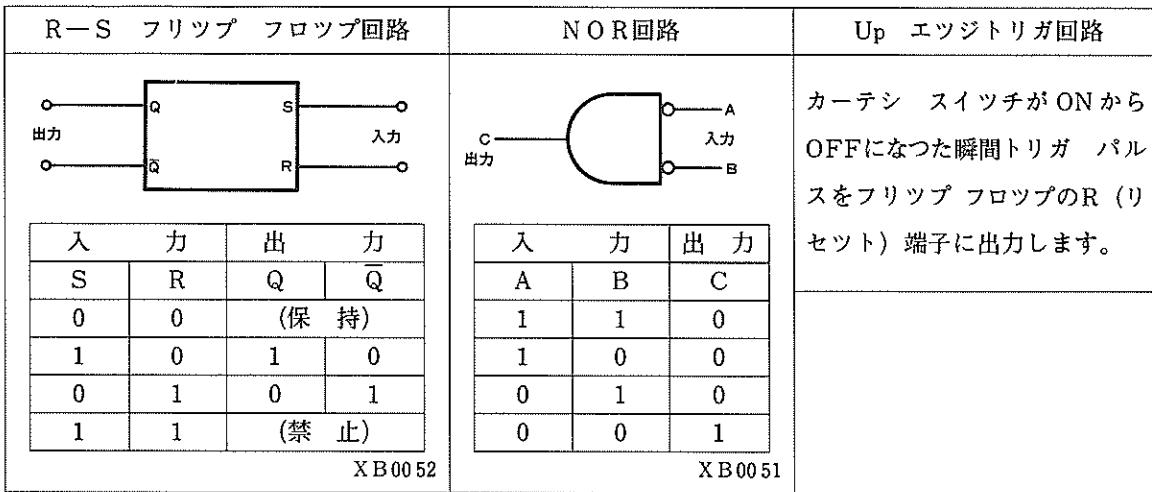 R－S フリツプ フロツプ回路
Q
S
出力
入力
Q̅
R
入 力 出 力
S R Q Q̅
0 0 (保 持)
1 0 1 0
0 1 0 1
1 1 (禁 止)
XB0052
NOR回路
A
C
出力
入力
B
入 力 出 力
A B C
1 1 0
1 0 0
0 1 0
0 0 1
XB0051
Up エツジトリガ回路
カーテシ スイツチが ON から
OFFになつた瞬間トリガ パル
スをフリツプ フロツプのR (リ
セツト) 端子に出力します。